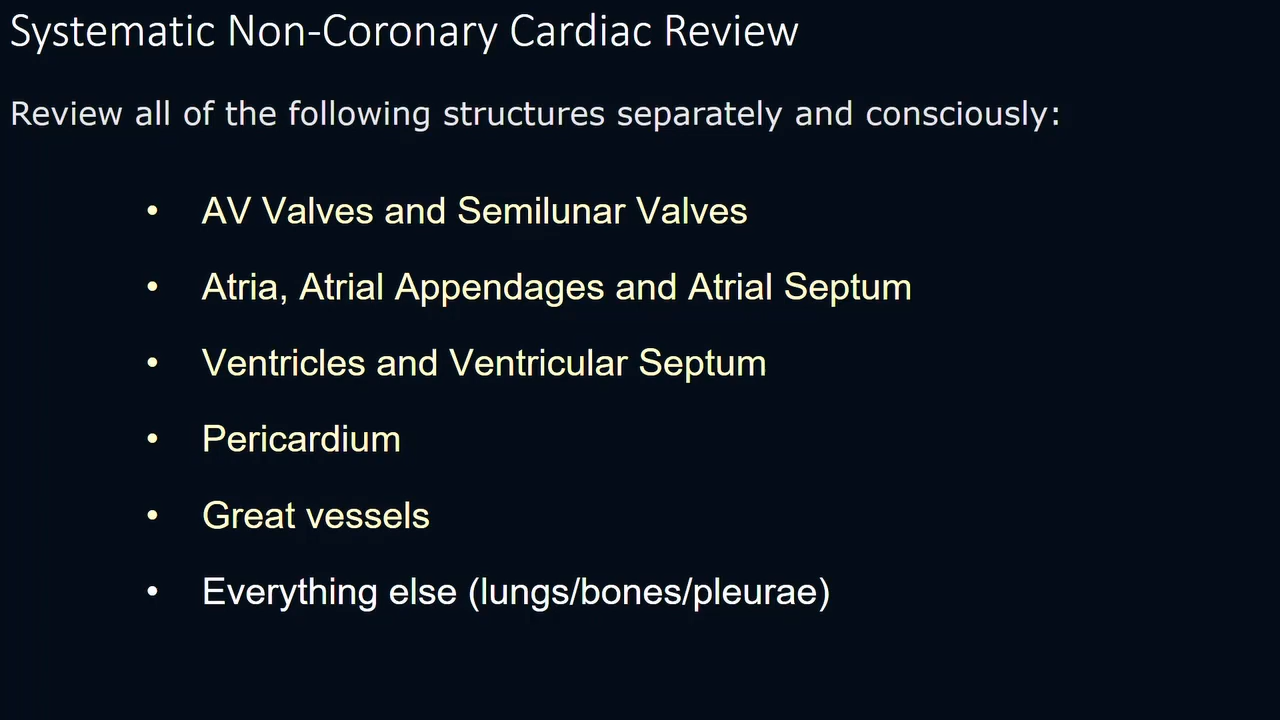 Systematic Non-Coronary Cardiac Review
Review all of the following structures separately and consciously:
• AV Valves and Semilunar Valves
• Atria, Atrial Appendages and Atrial Septum
• Ventricles and Ventricular Septum
• Pericardium
• Great vessels
• Everything else (lungs/bones/pleurae)